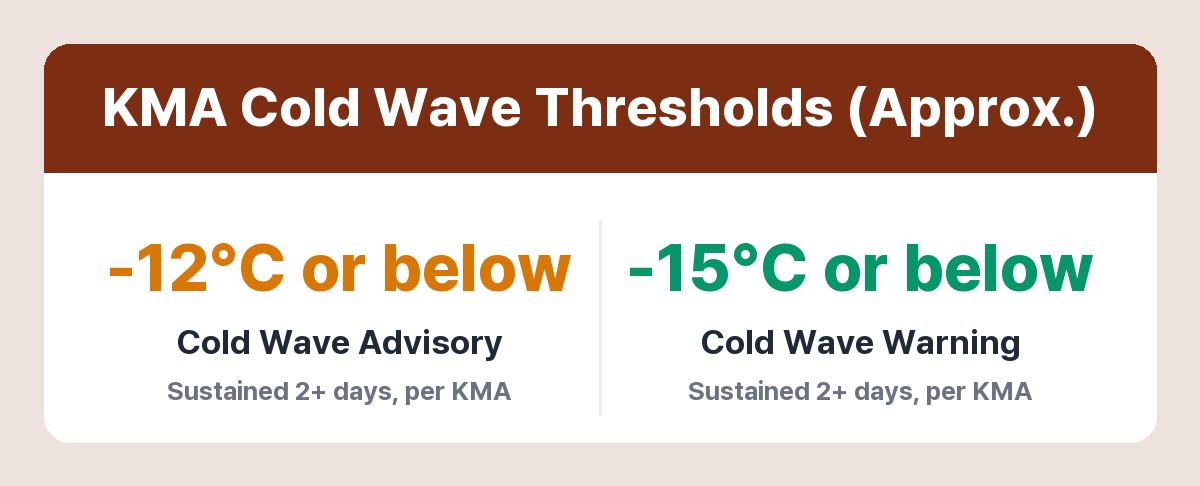 KMA Cold Wave Thresholds (Approx.)
-12°C or below
Cold Wave Advisory
Sustained 2+ days, per KMA
-15°C or below
Cold Wave Warning
Sustained 2+ days, per KMA